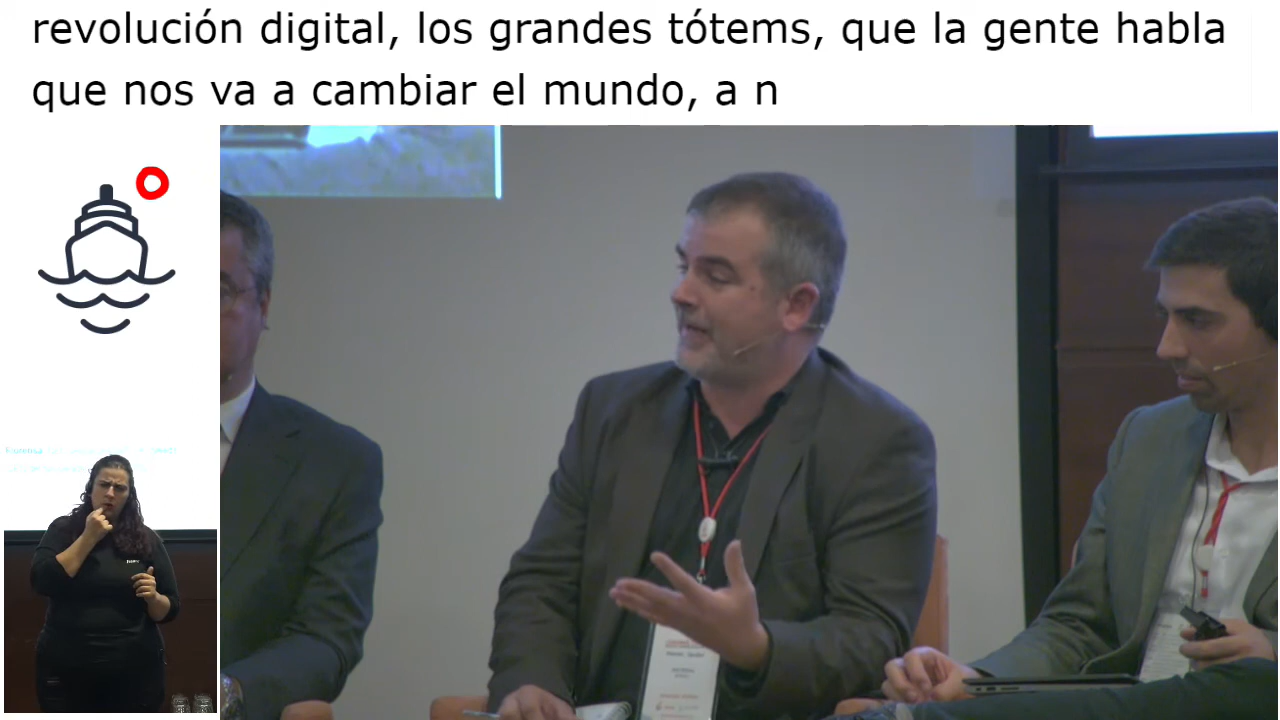 revolución digital, los grandes tótems, que la gente habla
que nos va a cambiar el mundo, a n